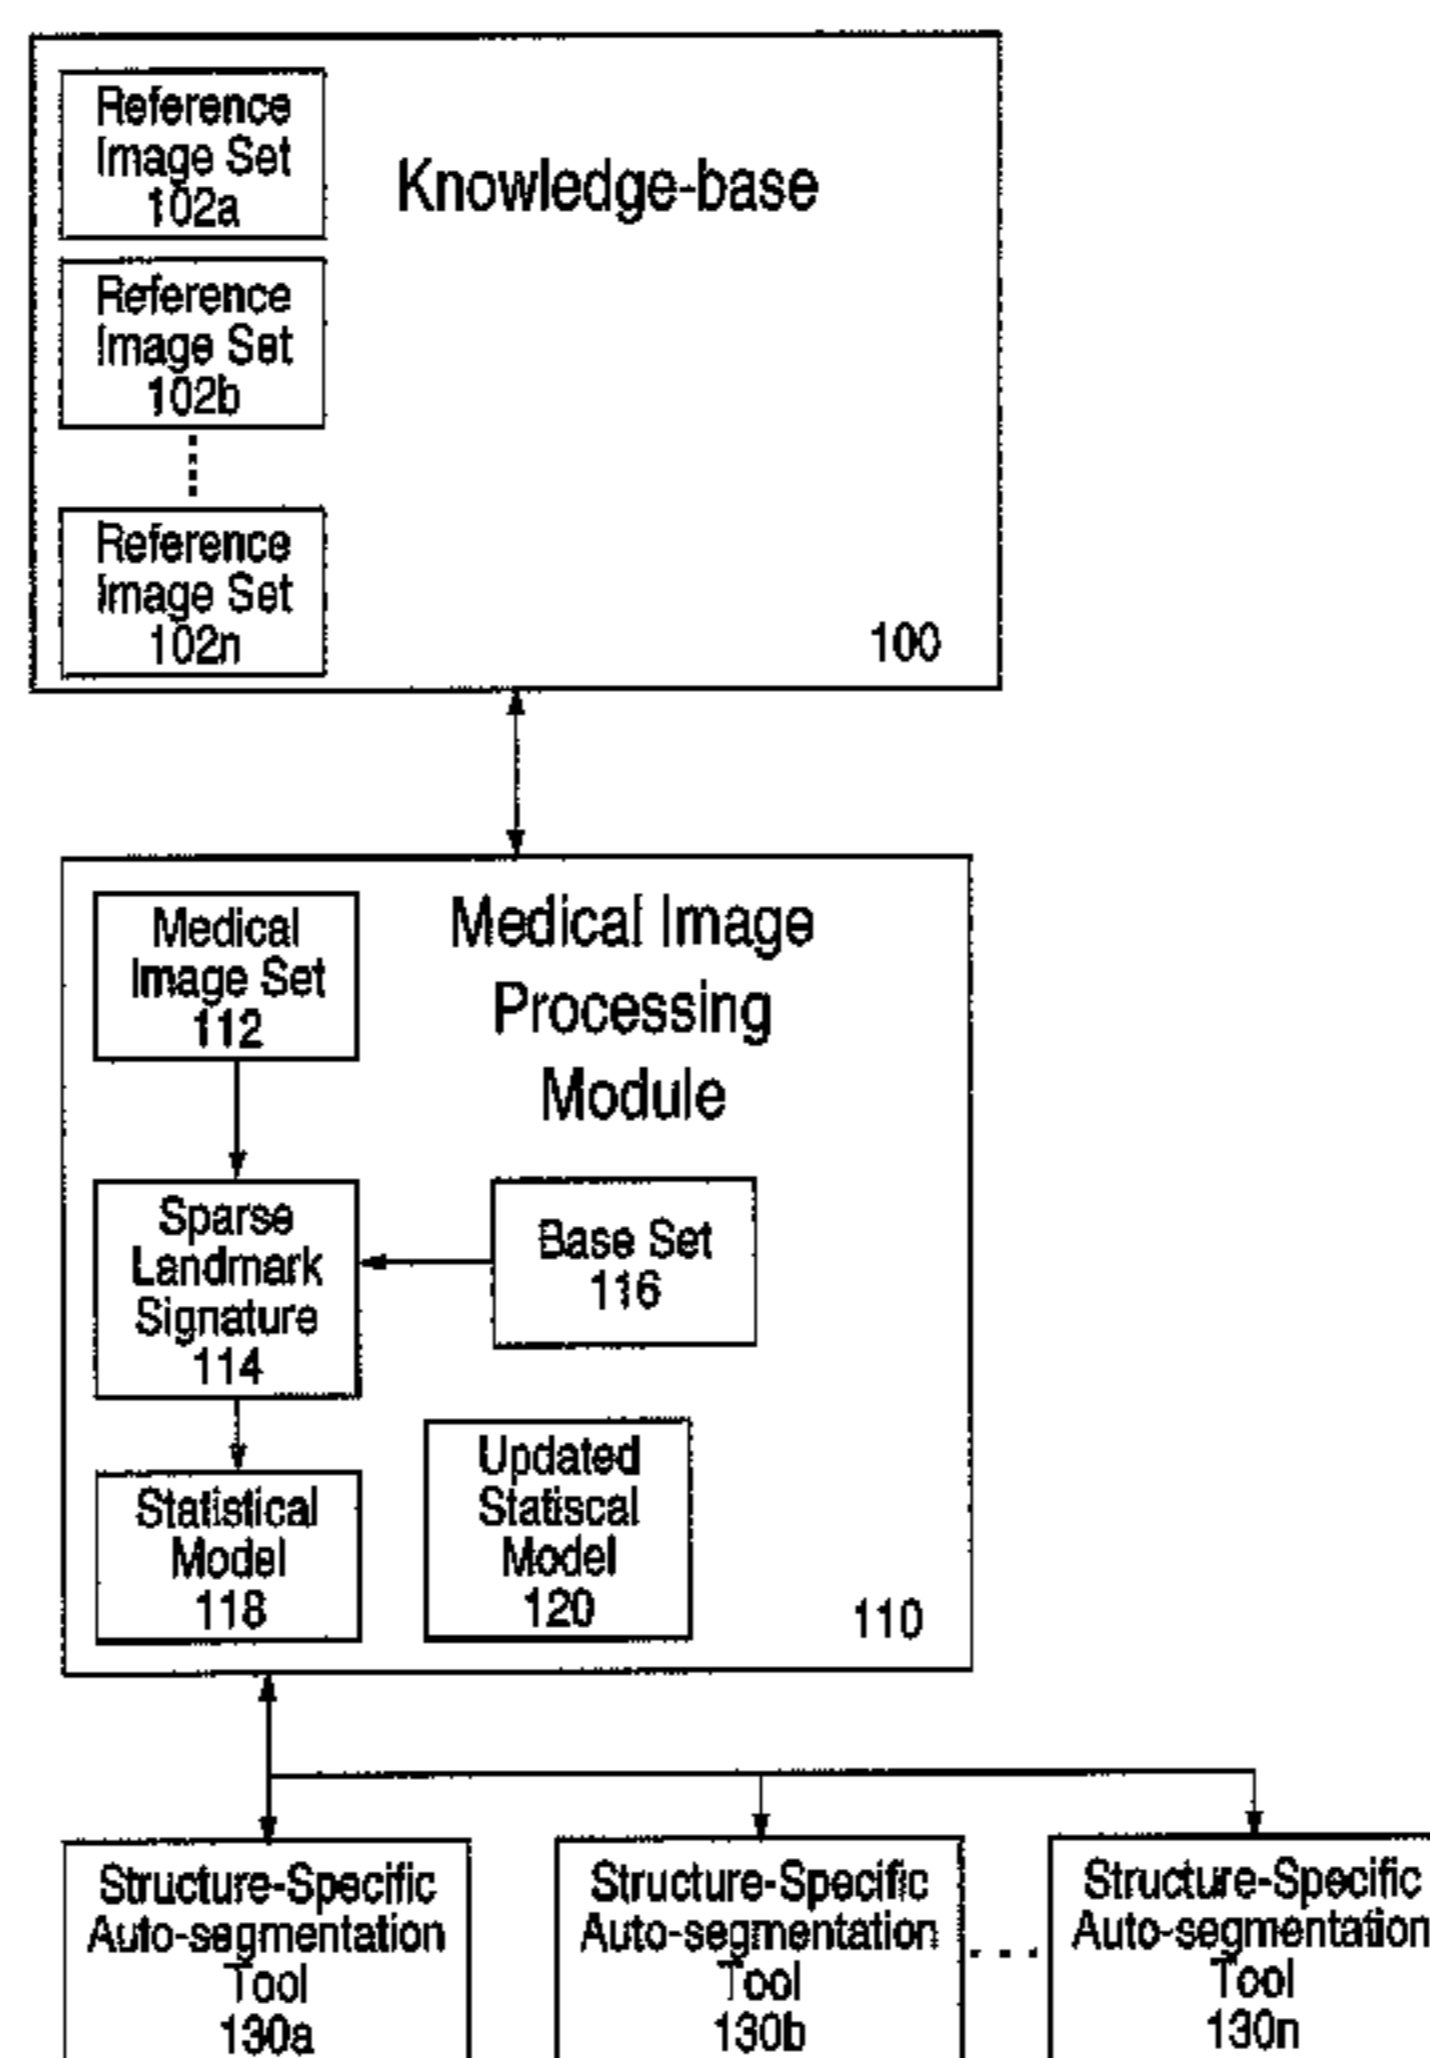 Reference
Image Set
102a
Knowledge-base
Reference
Image Set
102b
Reference
Image Set
102n
100
Medical
Image Set
112
Medical Image
Processing
Module
Sparse
Landmark
Signature
114
Base Set
116
Statistical
Model
118
Updated
Statiscal
Model
120
110
Structure-Specific
Auto-segmentation
Tool
130a
Structure-Specific
Auto-segmentation
Tool
130b
Structure-Specific
Auto-segmentation
Tool
130n